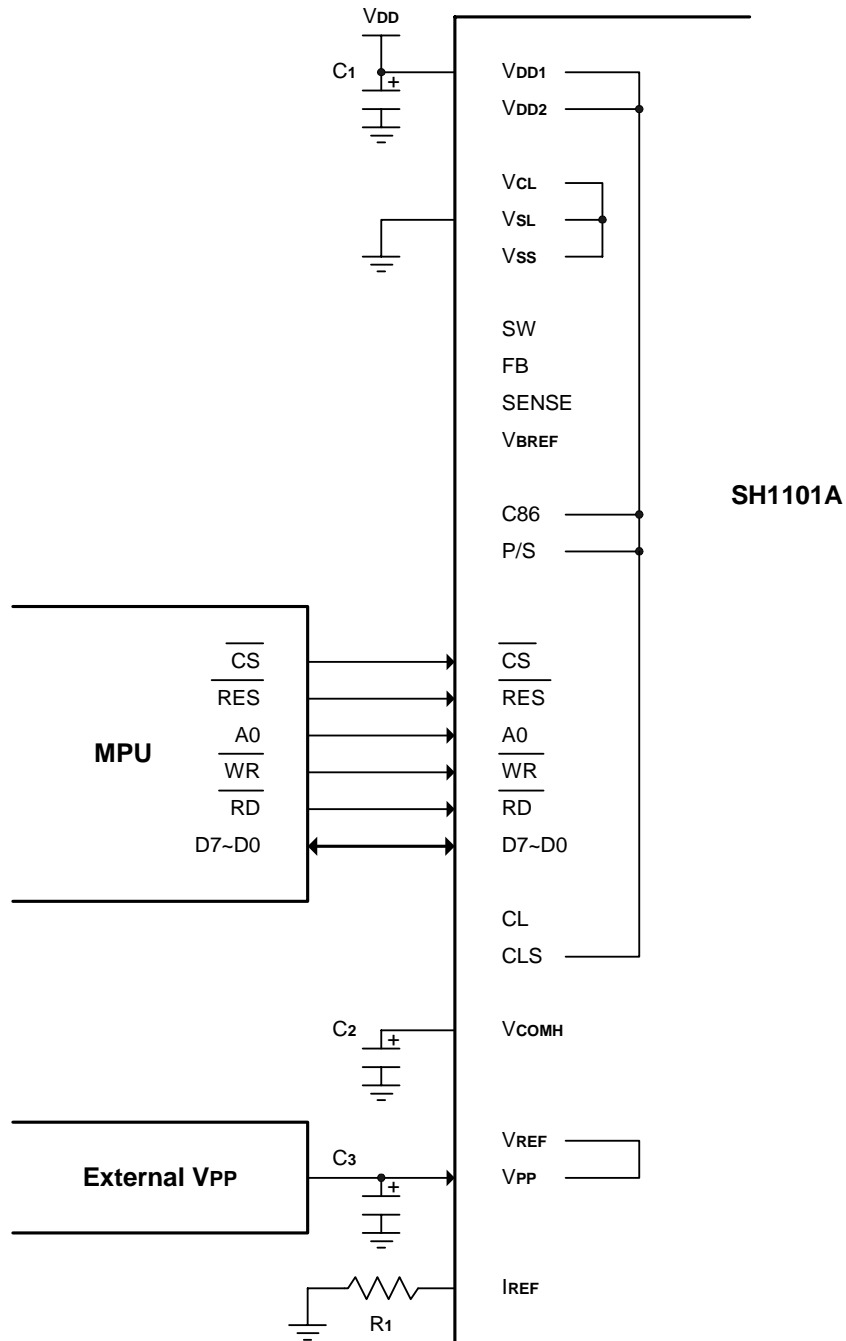 VDD
C1 + VDD1
VDD2
VCL
VSL
VSS
SW
FB
SENSE
VBREF
SH1101A
C86
P/S
MPU
CS CS
RES RES
A0 A0
WR WR
RD RD
D7~D0 D7~D0
CL
CLS
C2 + VCOMH
External VPP
C3 +
VREF
VPP
IREF
R1